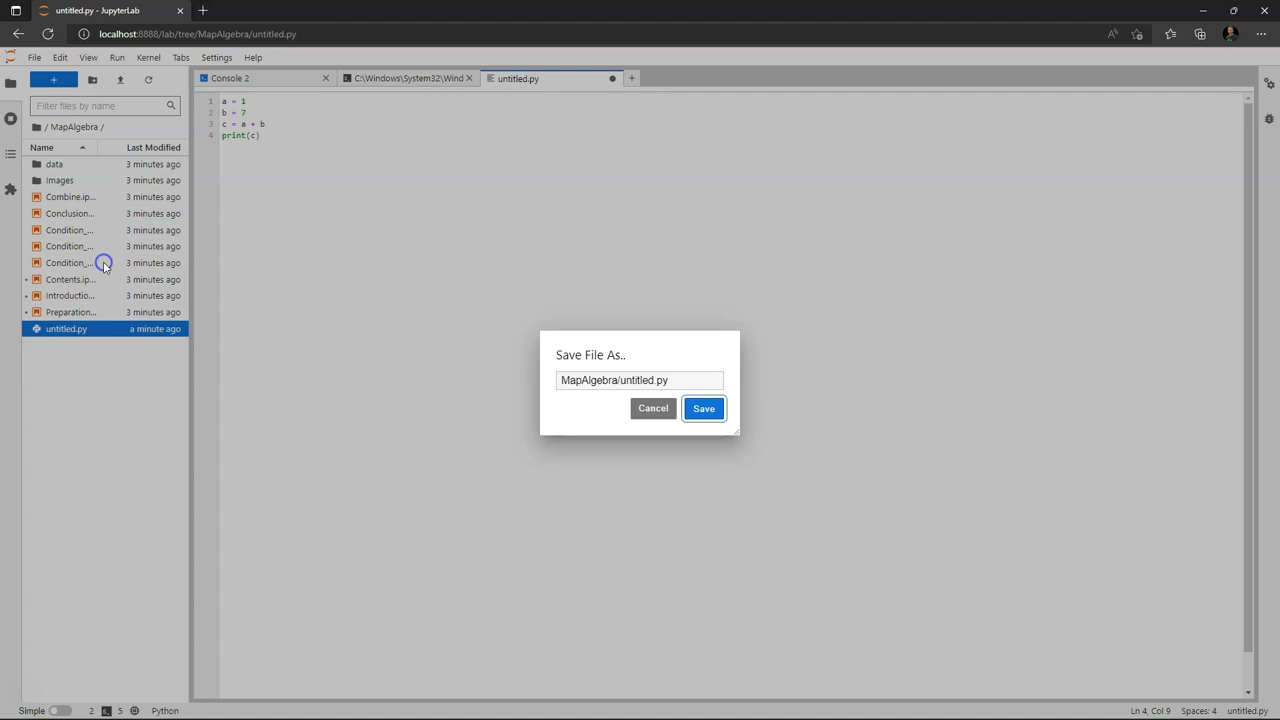 untitled.py - JupyterLab
localhost:8888/lab/tree/MapAlgebra/untitled.py
File Edit View Run Kernel Tabs Settings Help
Console 2
C:\Windows\System32\Wind
untitled.py
Filter files by name
/ MapAlgebra /
Name Last Modified
data 3 minutes ago
Images 3 minutes ago
Combine.ip... 3 minutes ago
Conclusion... 3 minutes ago
Condition_... 3 minutes ago
Condition_... 3 minutes ago
Condition_... 3 minutes ago
Contents.ip... 3 minutes ago
Introductio... 3 minutes ago
Preparation... 3 minutes ago
untitled.py a minute ago
1 a = 1
2 b = 7
3 c = a + b
4 print(c)
Save File As..
MapAlgebra/untitled.py
Cancel Save
Simple 2 5 Python
Ln 4, Col 9 Spaces: 4 untitled.py